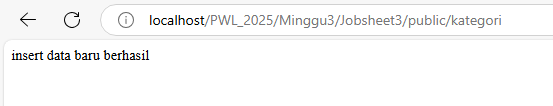 localhost/PWL_2025/Minggu3/Jobsheet3/public/kategori
insert data baru berhasil